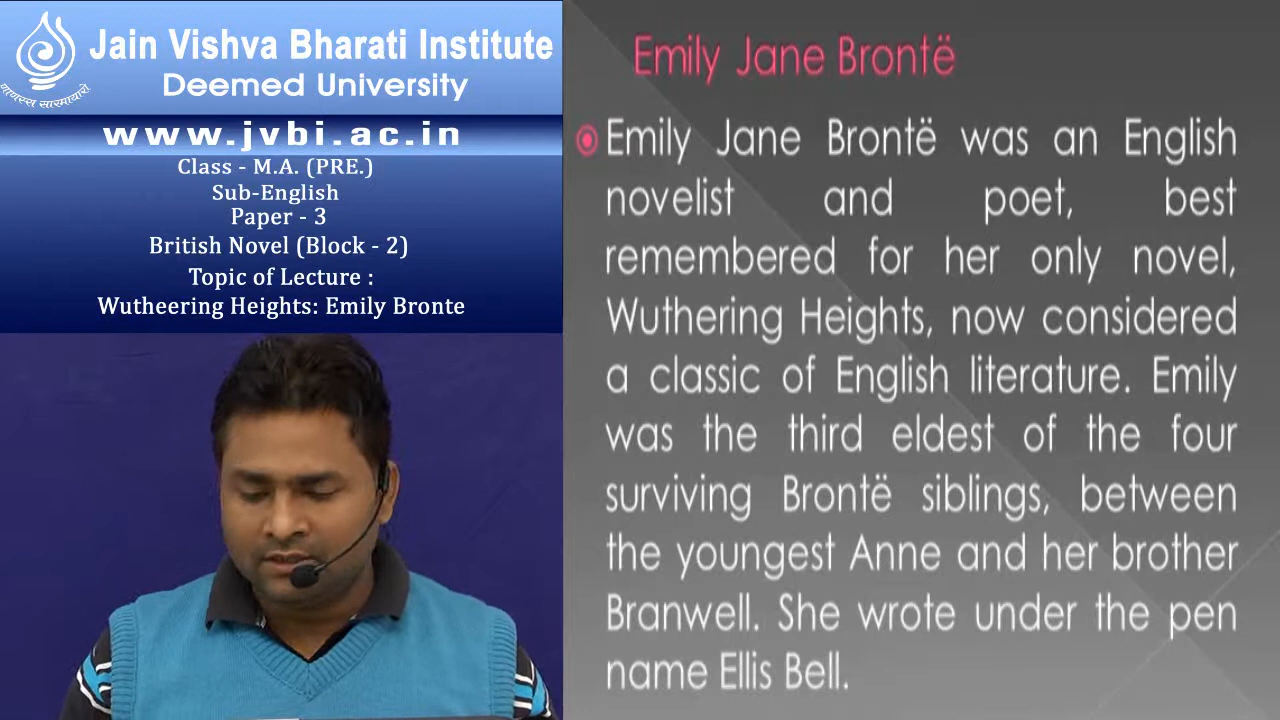 Jain Vishva Bharati Institute
Deemed University
www.jvbi.ac.in
Class - M.A. (PRE.)
Sub-English
Paper - 3
British Novel (Block - 2)
Topic of Lecture :
Wutheering Heights: Emily Bronte
Emily Jane Brontë
Emily Jane Brontë was an English
novelist and poet, best
remembered for her only novel,
Wuthering Heights, now considered
a classic of English literature. Emily
was the third eldest of the four
surviving Brontë siblings, between
the youngest Anne and her brother
Branwell. She wrote under the pen
name Ellis Bell.